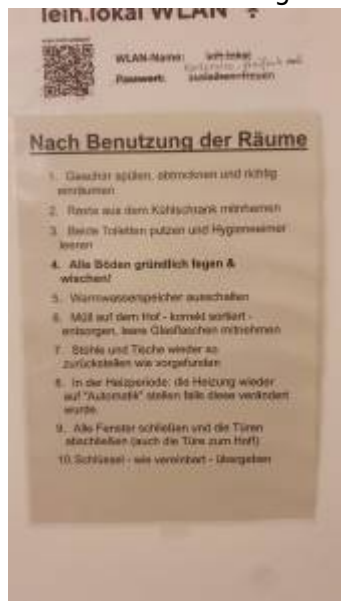 leih.lokal WLAN
WLAN-Name: leih.lokal
Passwort: ausleihen-freuen
Nach Benutzung der Räume
1. Geschirr spülen, abtrocknen und richtig
einräumen
2. Reste aus dem Kühlschrank mitnehmen
3. Beide Toiletten putzen und Hygieneeimer
leeren
4. Alle Böden gründlich fegen &
wischen!
5. Warmwasserspeicher ausschalten
6. Müll auf dem Hof - korrekt sortiert -
entsorgen, leere Glasflaschen mitnehmen
7. Stühle und Tische wieder so
zurückstellen wie vorgefunden
8. In der Heizperiode: die Heizung wieder
auf "Automatik" stellen falls diese verändert
wurde.
9. Alle Fenster schließen und die Türen
abschließen (auch die Türe zum Hof!)
10. Schlüssel - wie vereinbart - übergeben